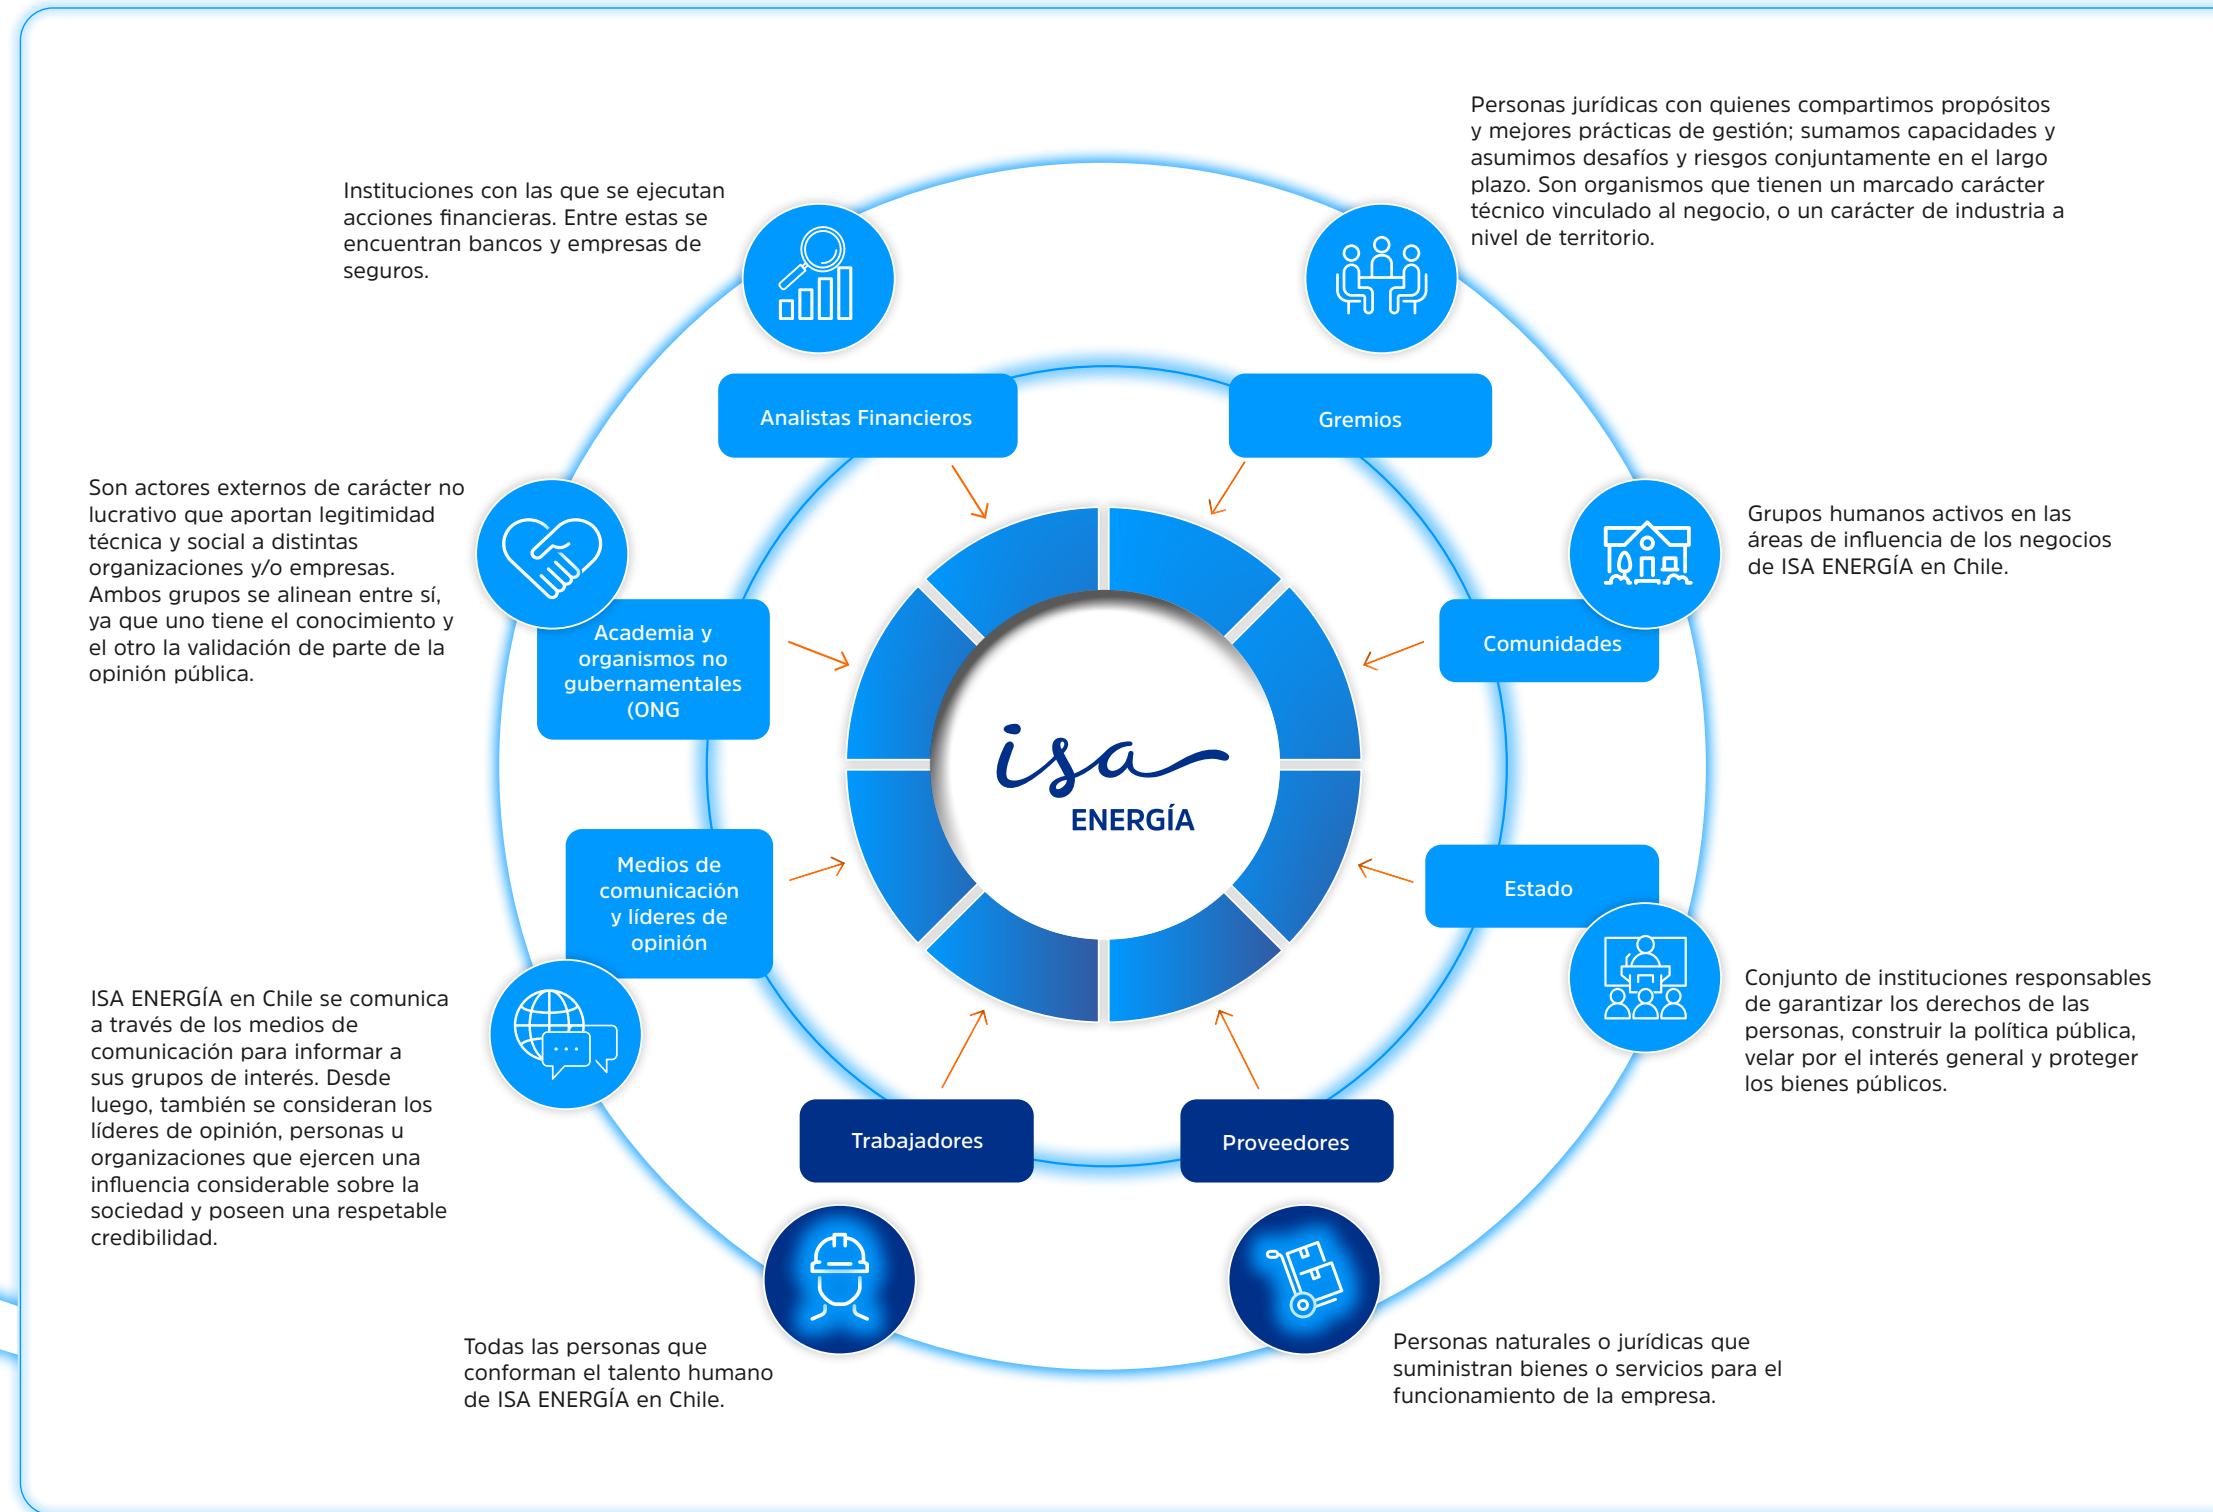 Personas jurídicas con quienes compartimos propósitos
y mejores prácticas de gestión; sumamos capacidades y
asumimos desafíos y riesgos conjuntamente en el largo
plazo. Son organismos que tienen un marcado carácter
técnico vinculado al negocio, o un carácter de industria a
nivel de territorio.
Instituciones con las que se ejecutan
acciones financieras. Entre estas se
encuentran bancos y empresas de
seguros.
Analistas Financieros
Gremios
Son actores externos de carácter no
lucrativo que aportan legitimidad
técnica y social a distintas
organizaciones y/o empresas.
Ambos grupos se alinean entre sí,
ya que uno tiene el conocimiento y
el otro la validación de parte de la
opinión pública.
Academia y
organismos no
gubernamentales
(ONG
Grupos humanos activos en las
áreas de influencia de los negocios
de ISA ENERGÍA en Chile.
Comunidades
isa
ENERGÍA
Medios de
comunicación
y líderes de
opinión
Estado
ISA ENERGÍA en Chile se comunica
a través de los medios de
comunicación para informar a
sus grupos de interés. Desde
luego, también se consideran los
líderes de opinión, personas u
organizaciones que ejercen una
influencia considerable sobre la
sociedad y poseen una respetable
credibilidad.
Conjunto de instituciones responsables
de garantizar los derechos de las
personas, construir la política pública,
velar por el interés general y proteger
los bienes públicos.
Trabajadores
Proveedores
Todas las personas que
conforman el talento humano
de ISA ENERGÍA en Chile.
Personas naturales o jurídicas que
suministran bienes o servicios para el
funcionamiento de la empresa.